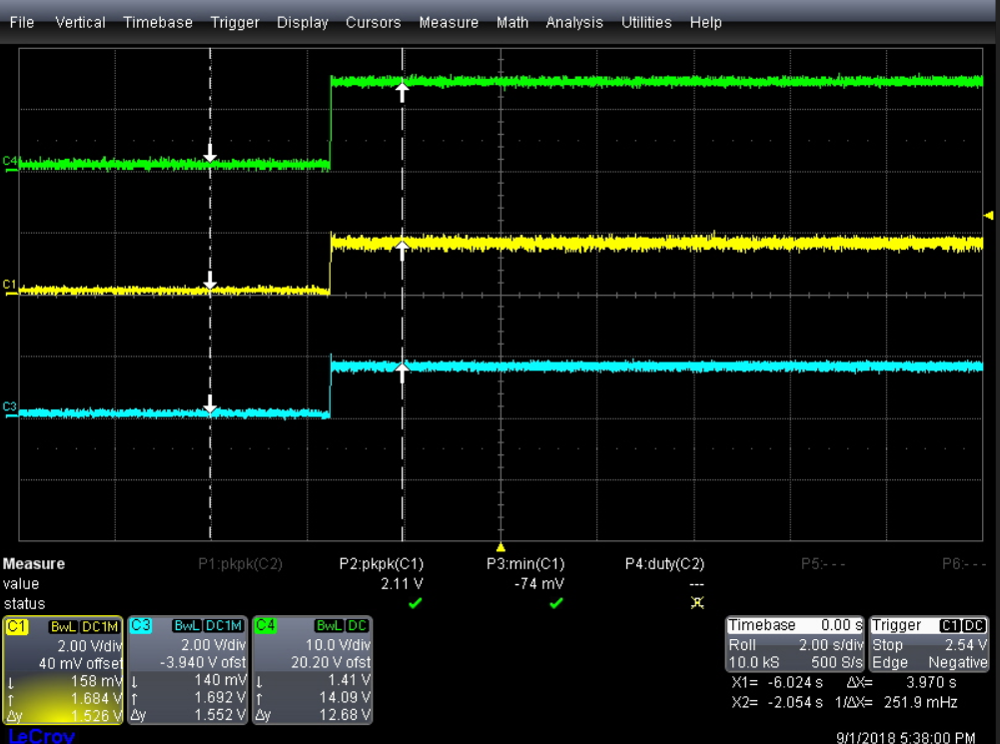 File Vertical Timebase Trigger Display Cursors Measure Math Analysis Utilities Help
C4
C1
C3
Measure P1:pkpk(C2) P2:pkpk(C1) P3:min(C1) P4:duty(C2) P5:- - - P6:- - -
value 2.11 V -74 mV ---
status
C1 BwL DC1M
2.00 V/div
40 mV offset
↓ 158 mV
↑ 1.684 V
Δy 1.526 V
C3 BwL DC1M
2.00 V/div
-3.940 V ofst
↓ 140 mV
↑ 1.692 V
Δy 1.552 V
C4 BwL DC
10.0 V/div
20.20 V ofst
↓ 1.41 V
↑ 14.09 V
Δy 12.68 V
Timebase 0.00 s
Roll 2.00 s/div
10.0 kS 500 S/s
Trigger C1 DC
Stop 2.54 V
Edge Negative
X1= -6.024 s ΔX= 3.970 s
X2= -2.054 s 1/ΔX= 251.9 mHz
LeCroy
9/1/2018 5:38:00 PM